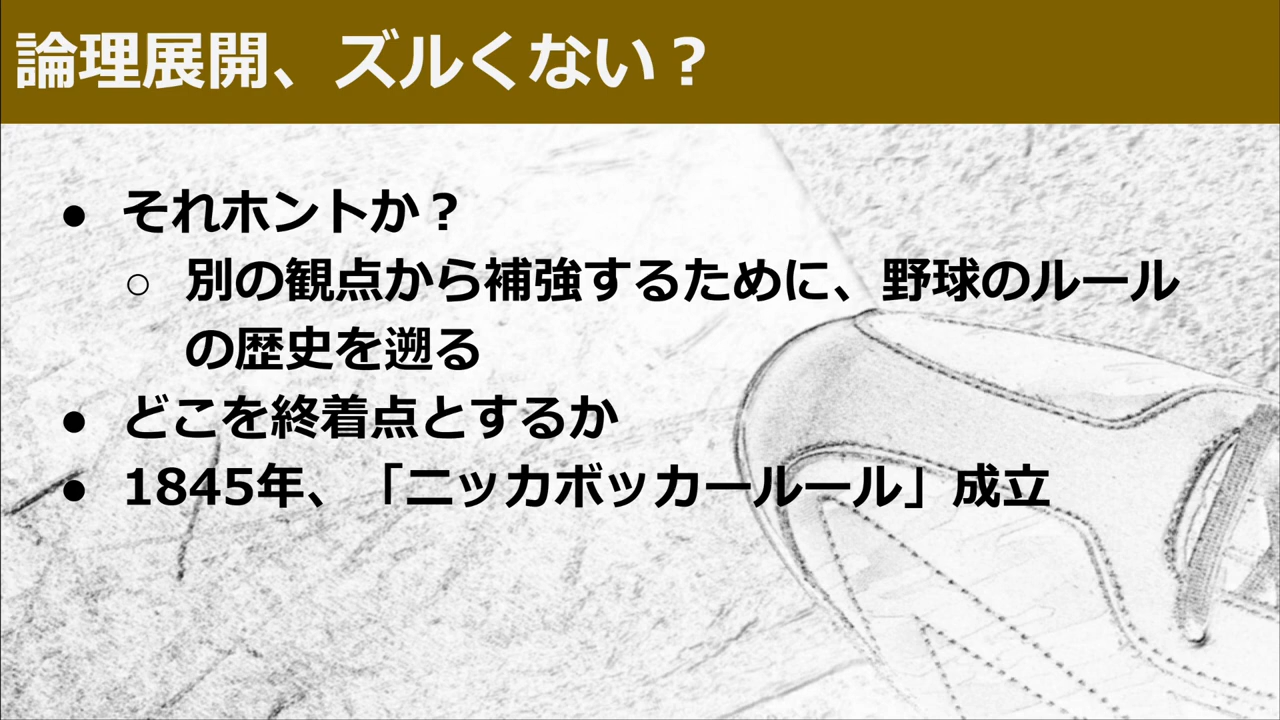 論理展開、ズルくない？
● それホントか？
○ 別の観点から補強するために、野球のルール
の歴史を遡る
● どこを終着点とするか
● 1845年、「ニッカボッカールール」成立